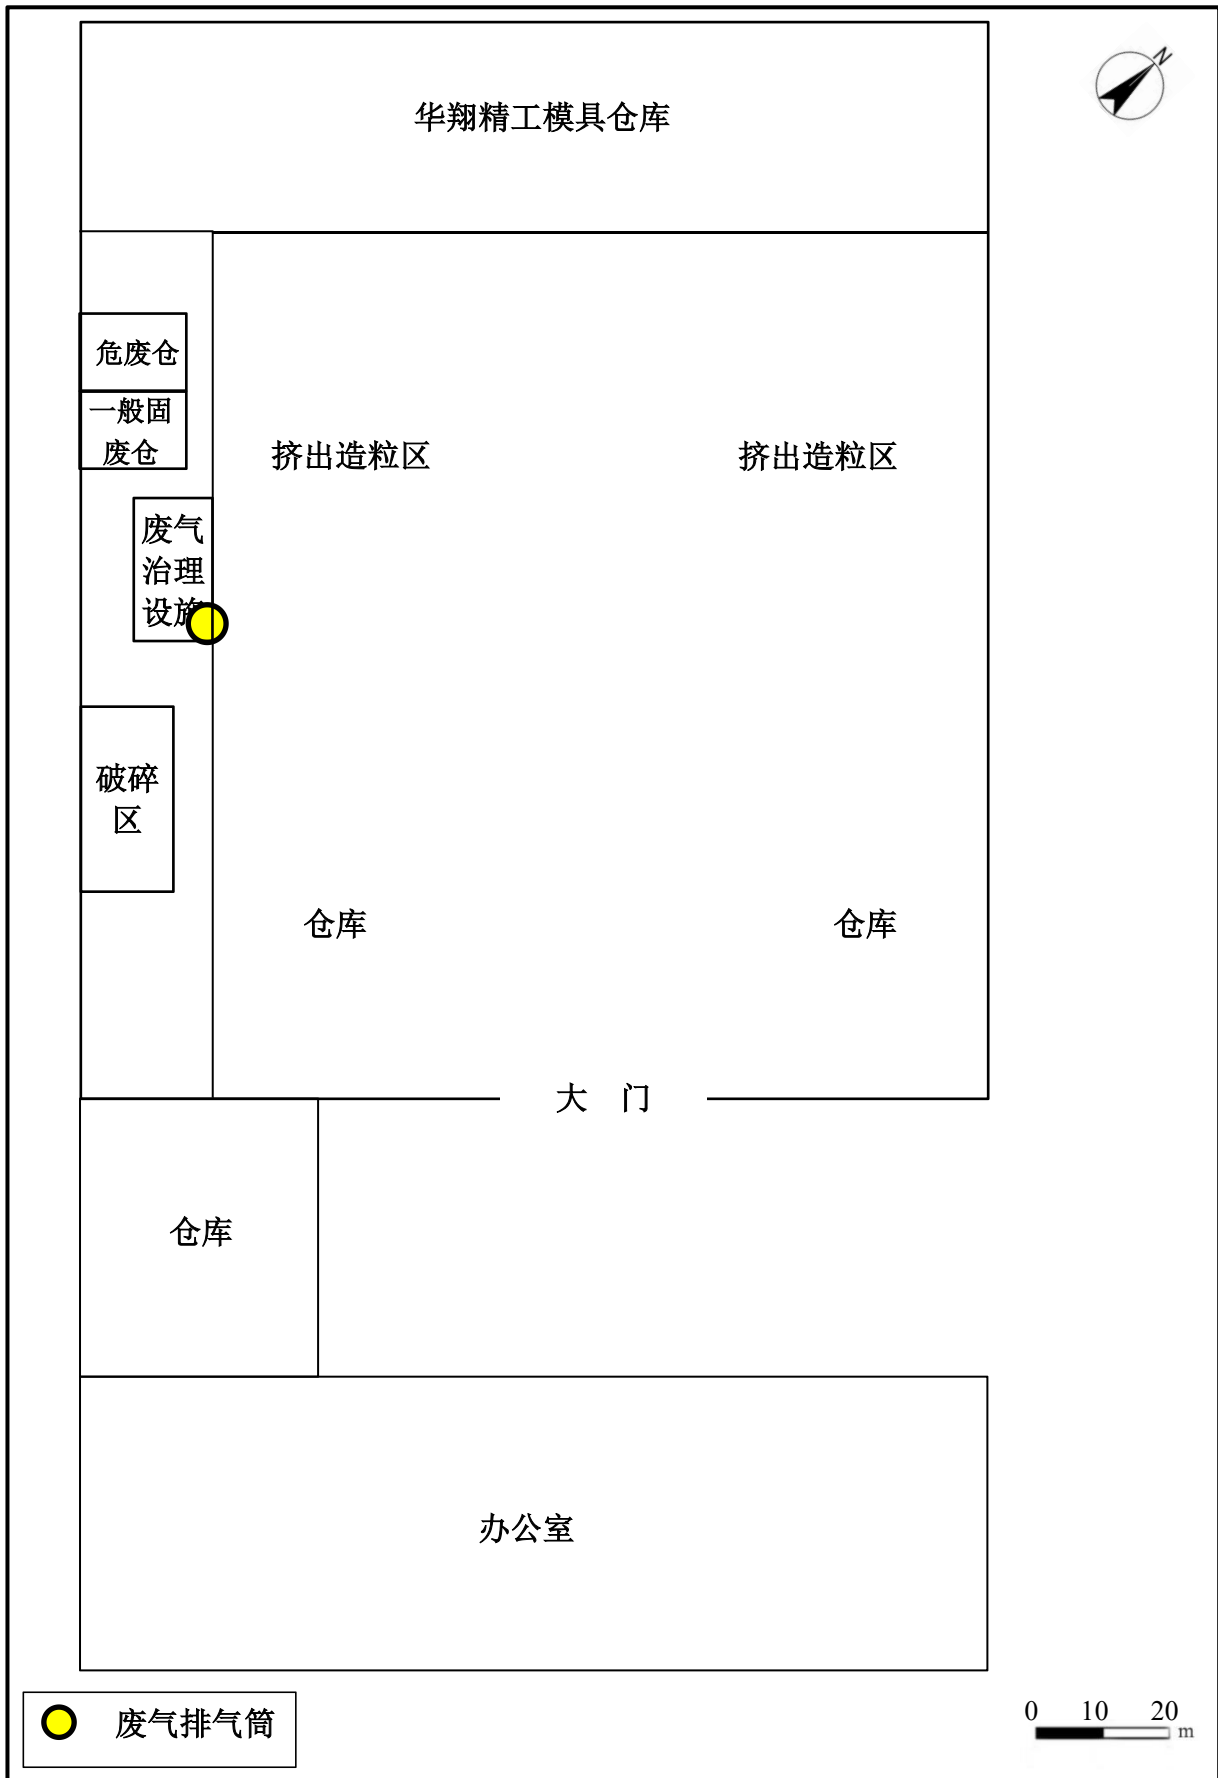 N
华翔精工模具仓库
危废仓
一般固
废仓
挤出造粒区
挤出造粒区
废气
治理
设施
破碎
区
仓库
仓库
大 门
仓库
办公室
废气排气筒
0 10 20
m